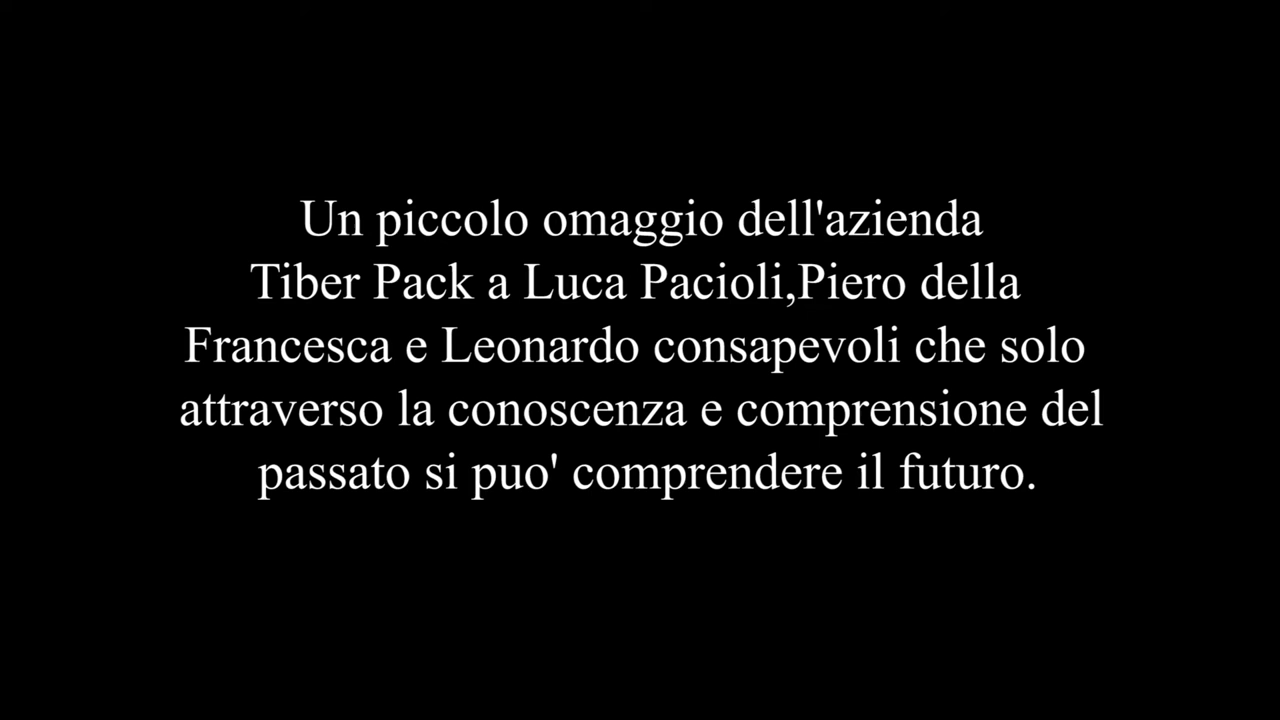 Un piccolo omaggio dell'azienda
Tiber Pack a Luca Pacioli,Piero della
Francesca e Leonardo consapevoli che solo
attraverso la conoscenza e comprensione del
passato si puo' comprendere il futuro.